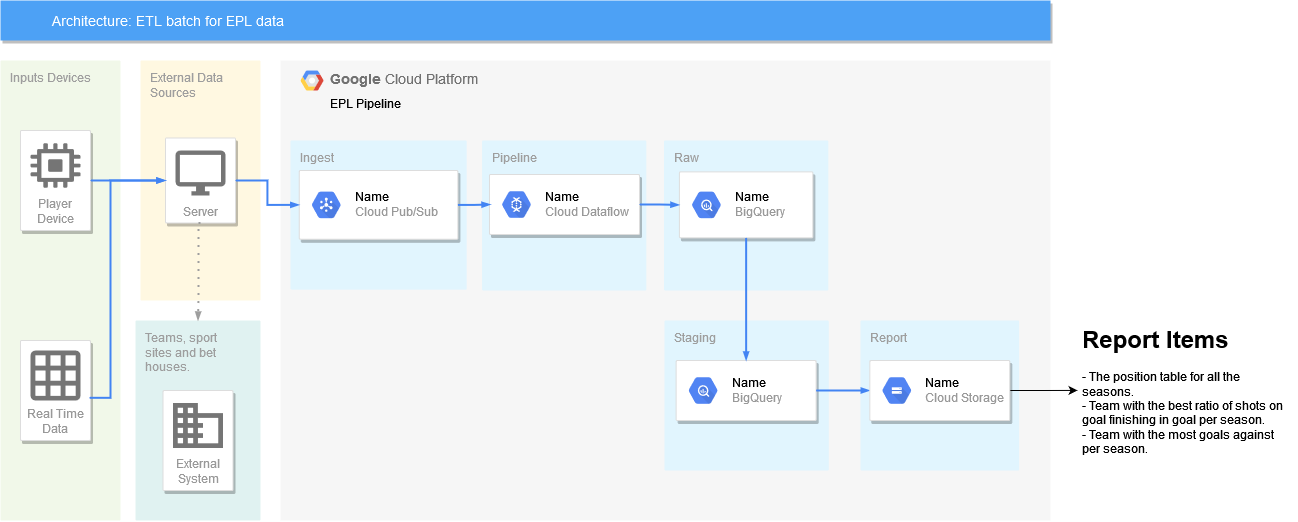 Architecture: ETL batch for EPL data
Inputs Devices
Player
Device
Real Time
Data
External Data
Sources
Server
Teams, sport
sites and bet
houses.
External
System
Google Cloud Platform
EPL Pipeline
Ingest
Name
Cloud Pub/Sub
Pipeline
Name
Cloud Dataflow
Raw
Name
BigQuery
Staging
Name
BigQuery
Report
Name
Cloud Storage
Report Items
- The position table for all the
seasons.
- Team with the best ratio of shots on
goal finishing in goal per season.
- Team with the most goals against
per season.